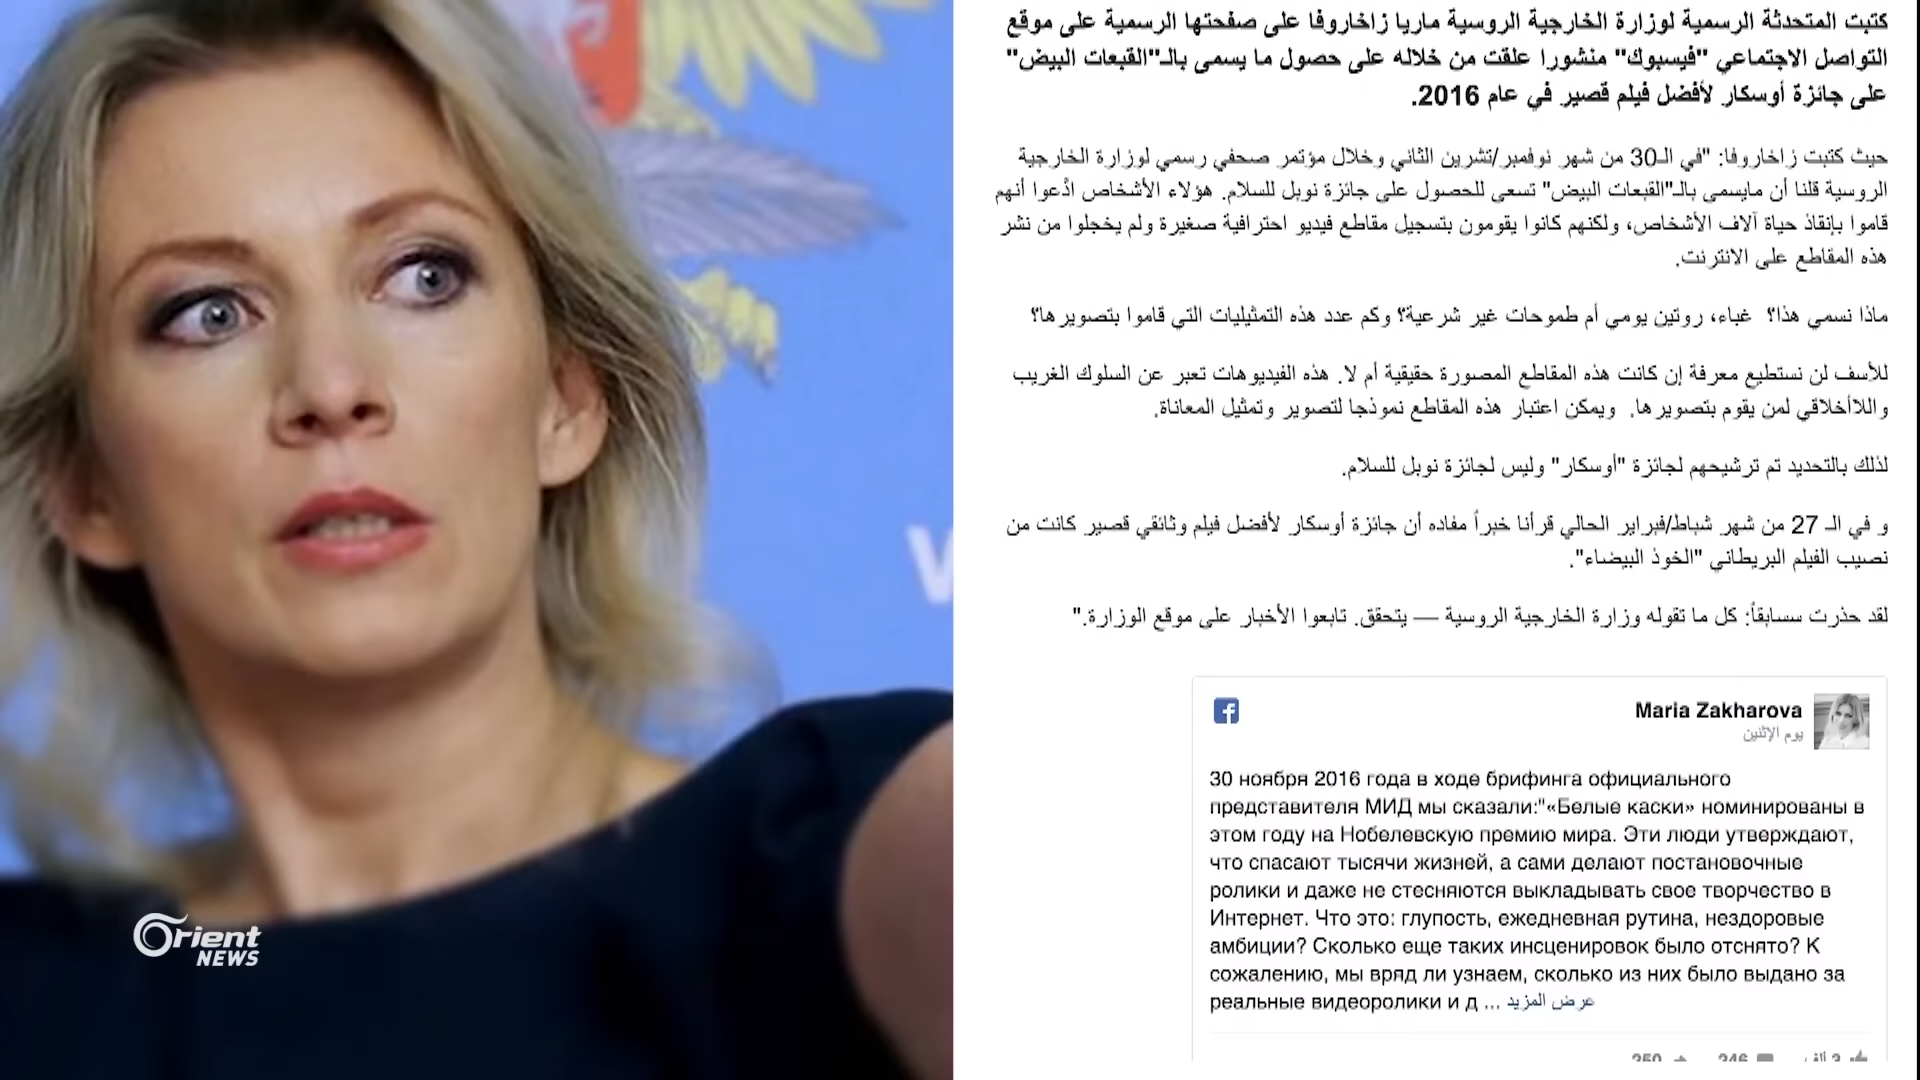 كتبت المتحدثة الرسمية لوزارة الخارجية الروسية ماريا زاخاروفا على صفحتها الرسمية على موقع
التواصل الاجتماعي "فيسبوك" منشورا علقت من خلاله على حصول ما يسمى بالـ"القبعات البيض"
على جائزة أوسكار لأفضل فيلم قصير في عام 2016.
حيث كتبت زاخاروفا: "في الـ30 من شهر نوفمبر/تشرين الثاني وخلال مؤتمر صحفي رسمي لوزارة الخارجية
الروسية قلنا أن مايسمى بالـ"القبعات البيض" تسعى للحصول على جائزة نوبل للسلام. هؤلاء الأشخاص ادّعوا أنهم
قاموا بإنقاذ حياة آلاف الأشخاص، ولكنهم كانوا يقومون بتسجيل مقاطع فيديو احترافية صغيرة ولم يخجلوا من نشر
هذه المقاطع على الانترنت.
ماذا نسمي هذا؟ غباء، روتين يومي أم طموحات غير شرعية؟ وكم عدد هذه التمثيليات التي قاموا بتصويرها؟
للأسف لن نستطيع معرفة إن كانت هذه المقاطع المصورة حقيقية أم لا. هذه الفيديوهات تعبر عن السلوك الغريب
واللاأخلاقي لمن يقوم بتصويرها. ويمكن اعتبار هذه المقاطع نموذجا لتصوير وتمثيل المعاناة.
لذلك بالتحديد تم ترشيحهم لجائزة "أوسكار" وليس لجائزة نوبل للسلام.
و في الـ 27 من شهر شباط/فبراير الحالي قرأنا خبراً مفاده أن جائزة أوسكار لأفضل فيلم وثائقي قصير كانت من
نصيب الفيلم البريطاني "الخوذ البيضاء".
لقد حذرت سسابقاً: كل ما تقوله وزارة الخارجية الروسية — يتحقق. تابعوا الأخبار على موقع الوزارة."
Maria Zakharova
يوم الإثنين
30 ноября 2016 года в ходе брифинга официального
представителя МИД мы сказали:"«Белые каски» номинированы в
этом году на Нобелевскую премию мира. Эти люди утверждают,
что спасают тысячи жизней, а сами делают постановочные
ролики и даже не стесняются выкладывать свое творчество в
Интернет. Что это: глупость, ежедневная рутина, нездоровые
амбиции? Сколько еще таких инсценировок было отснято? К
сожалению, мы вряд ли узнаем, сколько из них было выдано за
реальные видеоролики и д ... عرض المزيد
Orient
NEWS